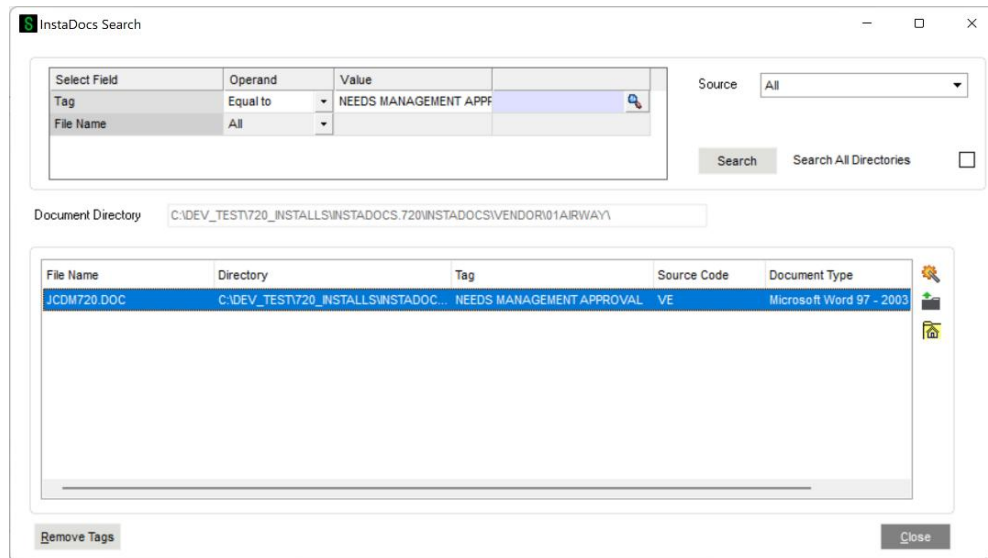 InstaDocs Search
Select Field Operand Value
Tag Equal to NEEDS MANAGEMENT APPR
File Name All
Source All
Search Search All Directories
Document Directory C:\DEV_TEST\720_INSTALLS\INSTADOCS.720\INSTADOCS\VENDOR\01AIRWAY\
File Name Directory Tag Source Code Document Type
JCDM720.DOC C:\DEV_TEST\720_INSTALLS\INSTADOC... NEEDS MANAGEMENT APPROVAL VE Microsoft Word 97 - 2003
Remove Tags Close